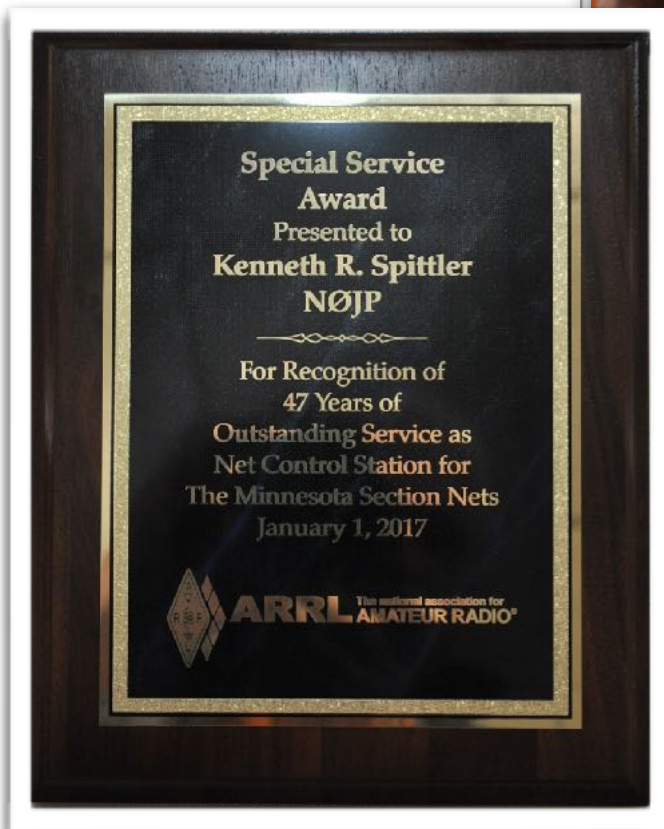 Special Service
Award
Presented to
Kenneth R. Spittler
NØJP
For Recognition of
47 Years of
Outstanding Service as
Net Control Station for
The Minnesota Section Nets
January 1, 2017
ARRL The national association for
AMATEUR RADIO®